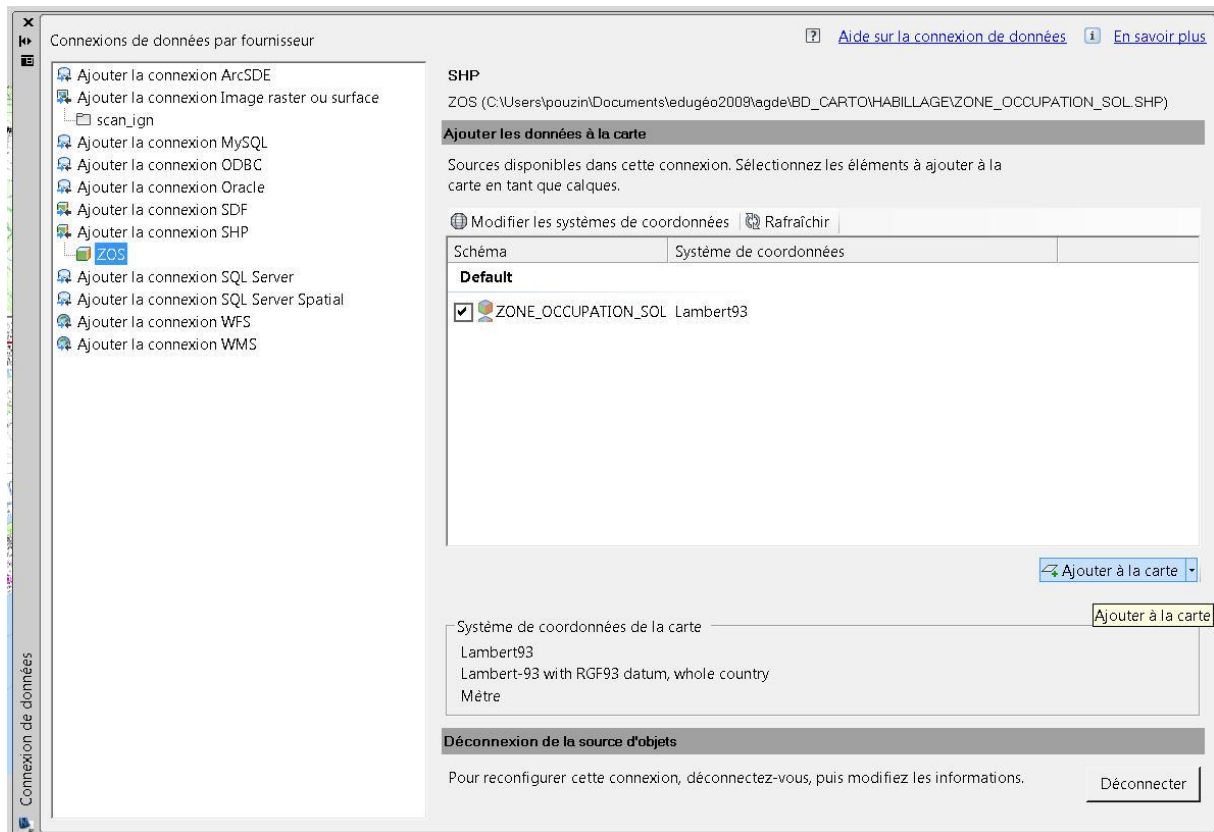 Connexions de données par fournisseur
Aide sur la connexion de données
En savoir plus
Ajouter la connexion ArcSDE
Ajouter la connexion Image raster ou surface
scan_ign
Ajouter la connexion MySQL
Ajouter la connexion ODBC
Ajouter la connexion Oracle
Ajouter la connexion SDF
Ajouter la connexion SHP
ZOS
Ajouter la connexion SQL Server
Ajouter la connexion SQL Server Spatial
Ajouter la connexion WFS
Ajouter la connexion WMS
SHP
ZOS (C:\Users\pouzin\Documents\edugéo2009\agde\BD_CARTO\HABILLAGE\ZONE_OCCUPATION_SOL.SHP)
Ajouter les données à la carte
Sources disponibles dans cette connexion. Sélectionnez les éléments à ajouter à la
carte en tant que calques.
Modifier les systèmes de coordonnées
Rafraîchir
Schéma
Système de coordonnées
Default
ZONE_OCCUPATION_SOL Lambert93
Ajouter à la carte
Ajouter à la carte
Système de coordonnées de la carte
Lambert93
Lambert-93 with RGF93 datum, whole country
Mètre
Déconnexion de la source d'objets
Pour reconfigurer cette connexion, déconnectez-vous, puis modifiez les informations.
Déconnecter
Connexion de données